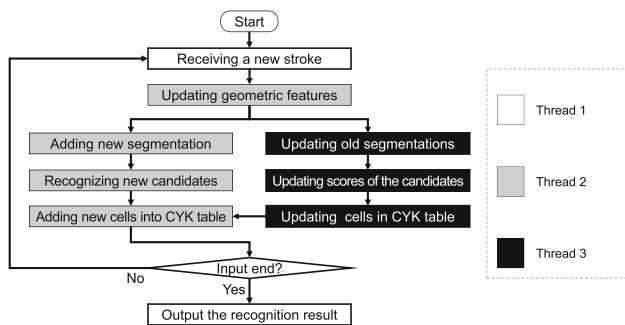 Start
Receiving a new stroke
Updating geometric features
Adding new segmentation
Updating old segmentations
Recognizing new candidates
Updating scores of the candidates
Adding new cells into CYK table
Updating cells in CYK table
Input end?
No
Yes
Output the recognition result
Thread 1
Thread 2
Thread 3